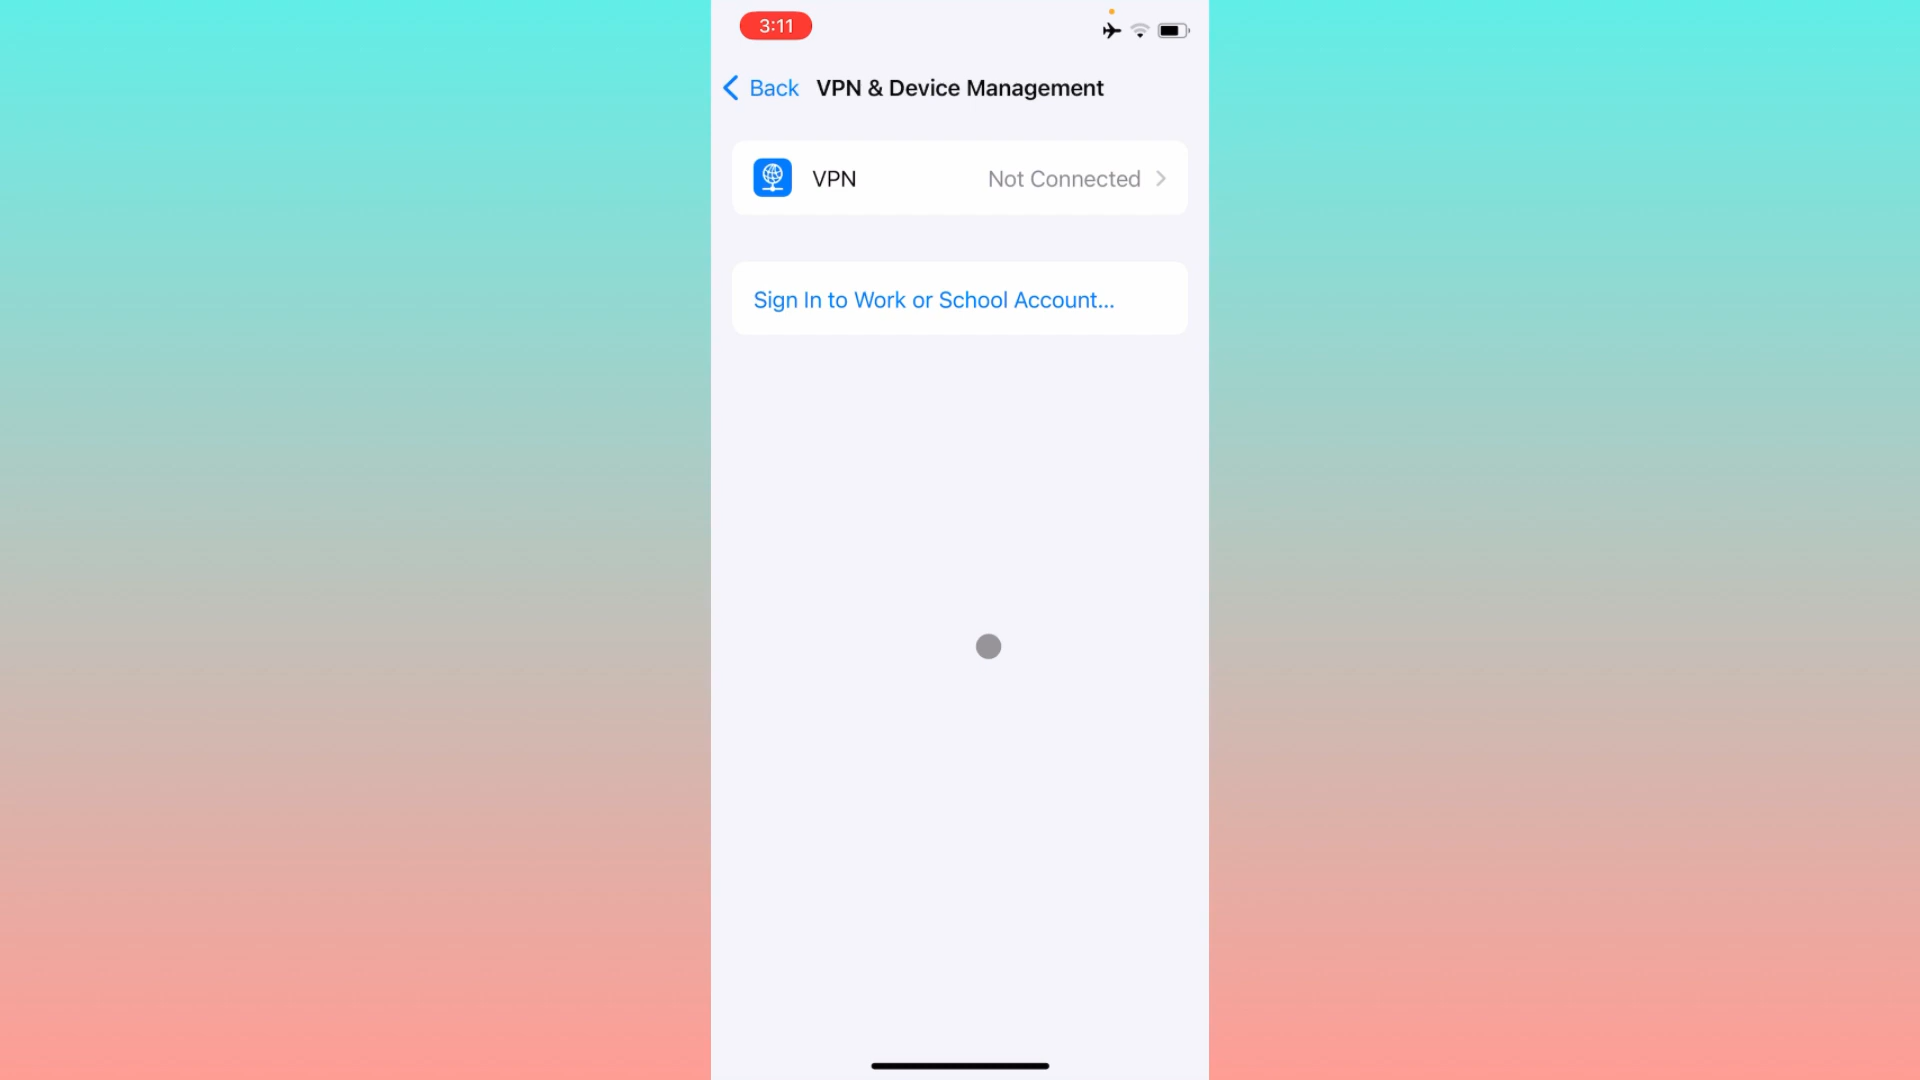 3:11
Back VPN & Device Management
VPN Not Connected
Sign In to Work or School Account...